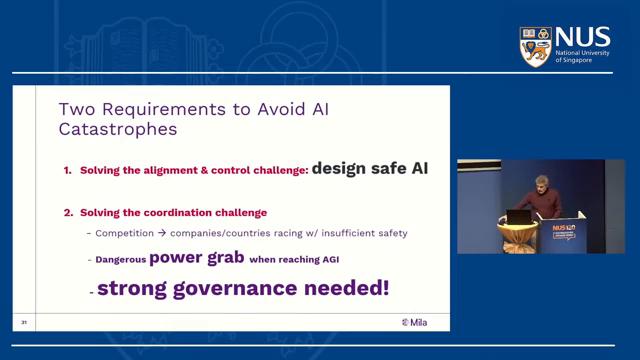 NUS
National University
of Singapore
Two Requirements to Avoid AI
Catastrophes
1. Solving the alignment & control challenge: design safe AI
2. Solving the coordination challenge
- Competition → companies/countries racing w/ insufficient safety
- Dangerous power grab when reaching AGI
- strong governance needed!
31
Mila
NUS